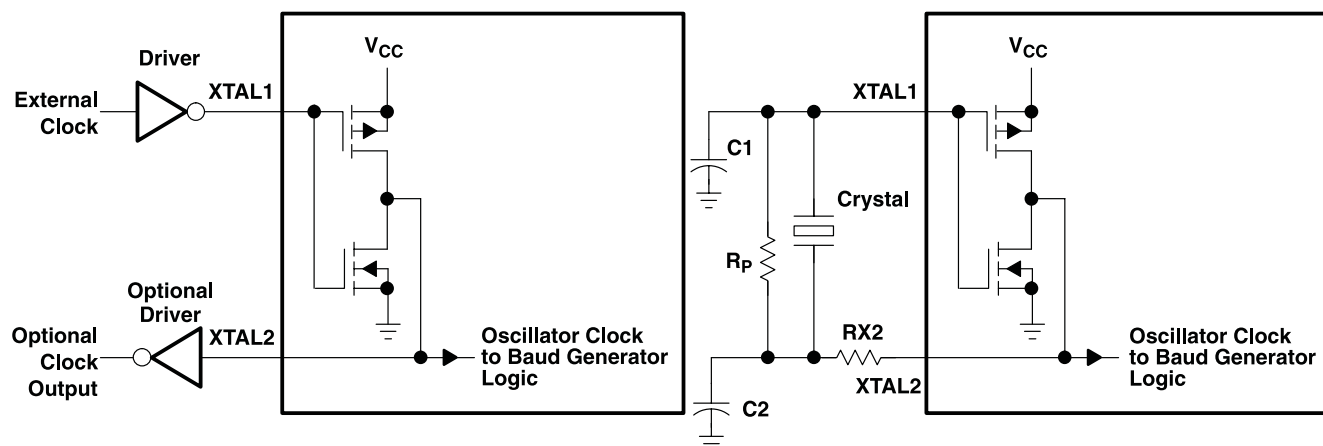 Driver
External
Clock
XTAL1
VCC
Optional
Driver
Optional
Clock
Output
XTAL2
Oscillator Clock
to Baud Generator
Logic
XTAL1
VCC
C1
Crystal
RP
RX2
XTAL2
C2
Oscillator Clock
to Baud Generator
Logic